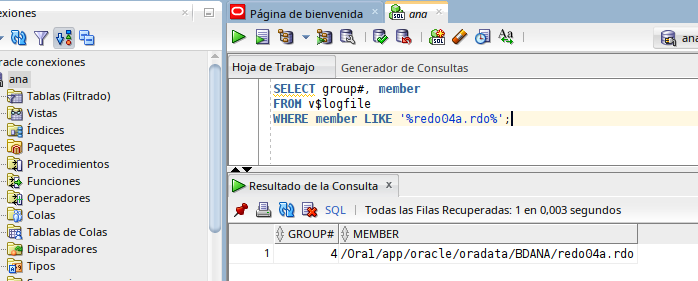 exiones
Página de bienvenida
ana
racle conexiones
ana
Tablas (Filtrado)
Vistas
Índices
Paquetes
Procedimientos
Funciones
Operadores
Colas
Tablas de Colas
Disparadores
Tipos
SQL
Aa
ana
Hoja de Trabajo
Generador de Consultas
SELECT group#, member
FROM v$logfile
WHERE member LIKE '%redo04a.rdo%';
Resultado de la Consulta x
SQL | Todas las Filas Recuperadas: 1 en 0,003 segundos
GROUP# MEMBER
1 4 /Ora1/app/oracle/oradata/BDANA/redo04a.rdo